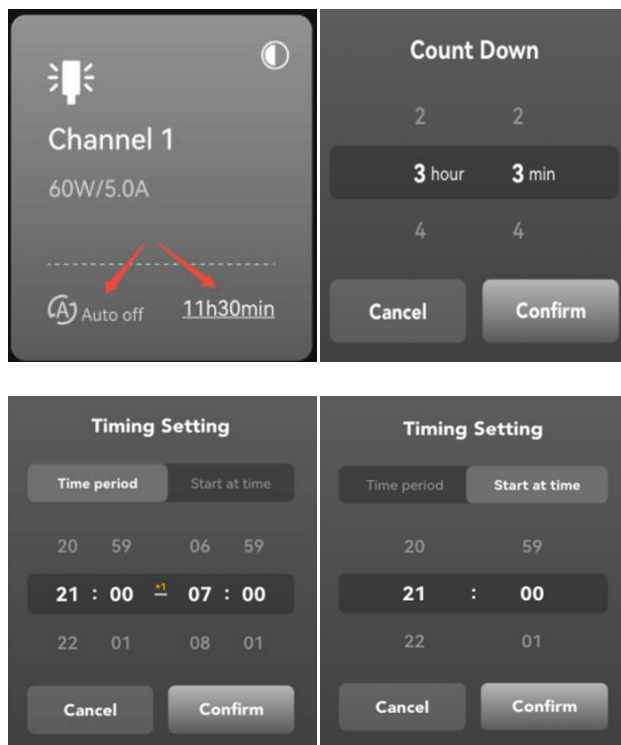 Channel 1
60W/5.0A
A Auto off 11h30min
Count Down
2 2
3 hour 3 min
4 4
Cancel Confirm
Timing Setting
Time period Start at time
20 59 06 59
21 : 00 +1 — 07 : 00
22 01 08 01
Cancel Confirm
Timing Setting
Time period Start at time
20 59
21 : 00
22 01
Cancel Confirm